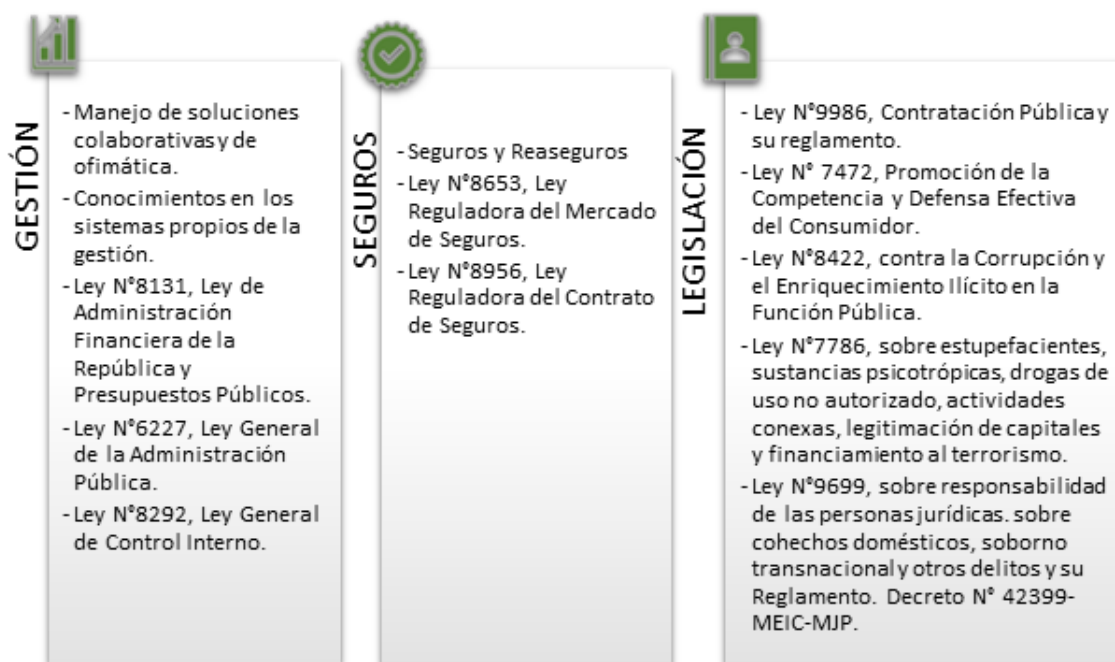 GESTIÓN
- Manejo de soluciones
colaborativas y de
ofimática.
- Conocimientos en los
sistemas propios de la
gestión.
- Ley N°8131, Ley de
Administración
Financiera de la
República y
Presupuestos Públicos.
- Ley N°6227, Ley General
de la Administración
Pública.
- Ley N°8292, Ley General
de Control Interno.
SEGUROS
- Seguros y Reaseguros
- Ley N°8653, Ley
Reguladora del Mercado
de Seguros.
- Ley N°8956, Ley
Reguladora del Contrato
de Seguros.
LEGISLACIÓN
- Ley N°9986, Contratación Pública y
su reglamento.
- Ley N° 7472, Promoción de la
Competencia y Defensa Efectiva
del Consumidor.
- Ley N°8422, contra la Corrupción y
el Enriquecimiento Ilícito en la
Función Pública.
- Ley N°7786, sobre estupefacientes,
sustancias psicotrópicas, drogas de
uso no autorizado, actividades
conexas, legitimación de capitales
y financiamiento al terrorismo.
- Ley N°9699, sobre responsabilidad
de las personas jurídicas. sobre
cohechos domésticos, soborno
transnacional y otros delitos y su
Reglamento. Decreto N° 42399-
MEIC-MJP.